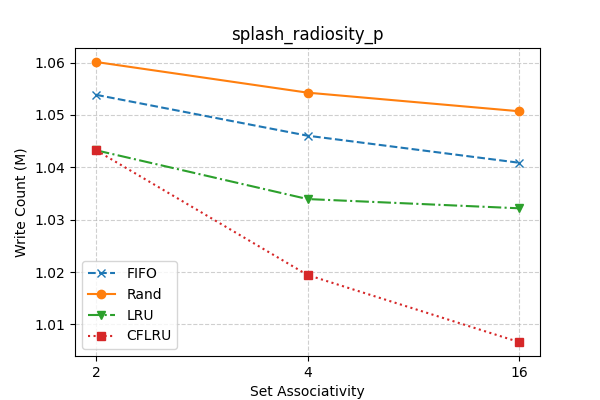 splash_radiosity_p
Write Count (M)
1.06
1.05
1.04
1.03
1.02
1.01
FIFO
Rand
LRU
CFLRU
2
4
16
Set Associativity